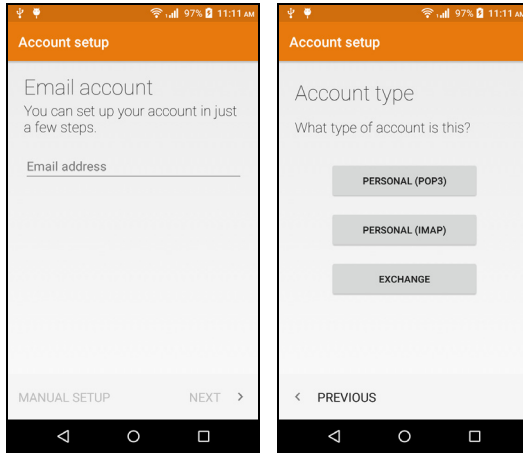 97% 11:11 AM
Account setup
Email account
You can set up your account in just
a few steps.
Email address
MANUAL SETUP NEXT
97% 11:11 AM
Account setup
Account type
What type of account is this?
PERSONAL (POP3)
PERSONAL (IMAP)
EXCHANGE
PREVIOUS